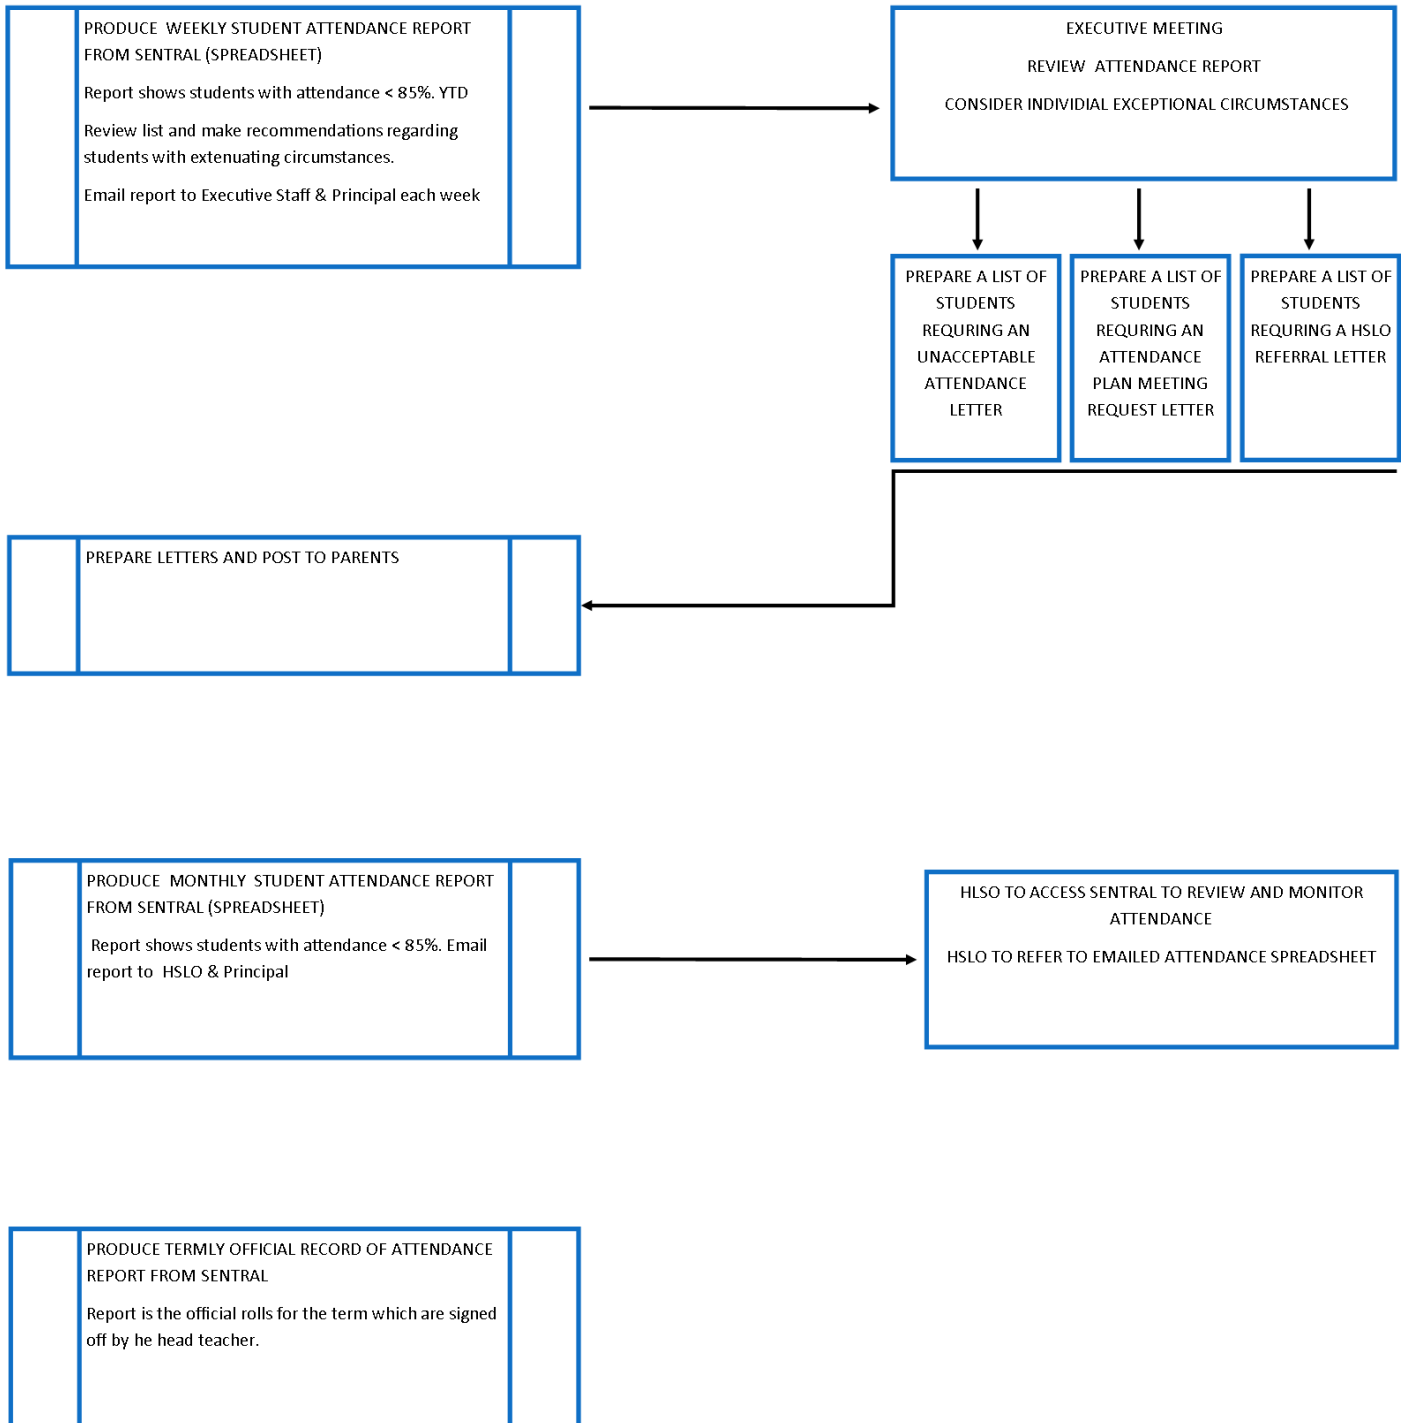 PRODUCE  WEEKLY STUDENT ATTENDANCE REPORT
FROM SENTRAL (SPREADSHEET)
Report shows students with attendance < 85%. YTD
Review list and make recommendations regarding
students with extenuating circumstances.
Email report to Executive Staff & Principal each week
EXECUTIVE MEETING
REVIEW  ATTENDANCE REPORT
CONSIDER INDIVIDIAL EXCEPTIONAL CIRCUMSTANCES
PREPARE A LIST OF
STUDENTS
REQURING AN
UNACCEPTABLE
ATTENDANCE
LETTER
PREPARE A LIST OF
STUDENTS
REQURING AN
ATTENDANCE
PLAN MEETING
REQUEST LETTER
PREPARE A LIST OF
STUDENTS
REQURING A HSLO
REFERRAL LETTER
PREPARE LETTERS AND POST TO PARENTS
PRODUCE  MONTHLY  STUDENT ATTENDANCE REPORT
FROM SENTRAL (SPREADSHEET)
Report shows students with attendance < 85%. Email
report to  HSLO & Principal
HLSO TO ACCESS SENTRAL TO REVIEW AND MONITOR
ATTENDANCE
HSLO TO REFER TO EMAILED ATTENDANCE SPREADSHEET
PRODUCE TERMLY OFFICIAL RECORD OF ATTENDANCE
REPORT FROM SENTRAL
Report is the official rolls for the term which are signed
off by he head teacher.